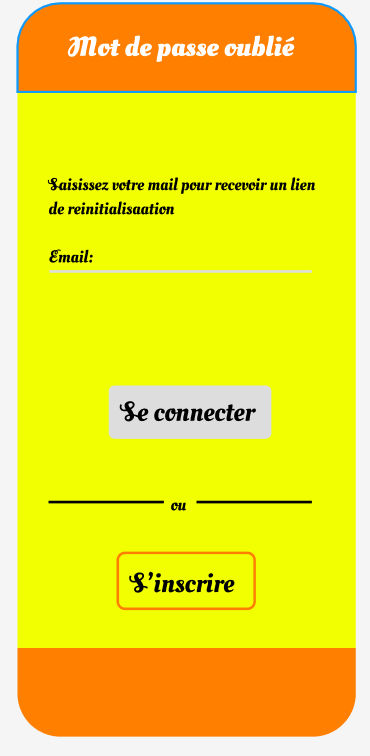 Mot de passe oublié
Saisissez votre mail pour recevoir un lien
de reinitialisaation
Email:
Se connecter
ou
S'inscrire